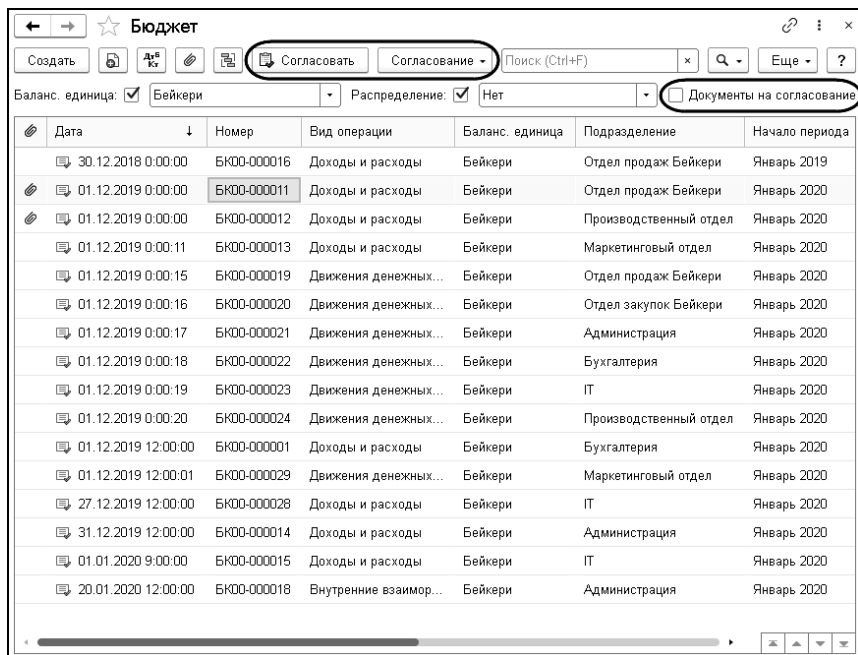 Бюджет
Создать Дт Кт Согласовать Согласование Поиск (Ctrl+F) × Еще ?
Баланс. единица: Бейкери Распределение: Нет Документы на согласование
Дата ↓ Номер Вид операции Баланс. единица Подразделение Начало периода
30.12.2018 0:00:00 БК00-000016 Доходы и расходы Бейкери Отдел продаж Бейкери Январь 2019
01.12.2019 0:00:00 БК00-000011 Доходы и расходы Бейкери Отдел продаж Бейкери Январь 2020
01.12.2019 0:00:00 БК00-000012 Доходы и расходы Бейкери Производственный отдел Январь 2020
01.12.2019 0:00:11 БК00-000013 Доходы и расходы Бейкери Маркетинговый отдел Январь 2020
01.12.2019 0:00:15 БК00-000019 Движения денежных... Бейкери Отдел продаж Бейкери Январь 2020
01.12.2019 0:00:16 БК00-000020 Движения денежных... Бейкери Отдел закупок Бейкери Январь 2020
01.12.2019 0:00:17 БК00-000021 Движения денежных... Бейкери Администрация Январь 2020
01.12.2019 0:00:18 БК00-000022 Движения денежных... Бейкери Бухгалтерия Январь 2020
01.12.2019 0:00:19 БК00-000023 Движения денежных... Бейкери IT Январь 2020
01.12.2019 0:00:20 БК00-000024 Движения денежных... Бейкери Производственный отдел Январь 2020
01.12.2019 12:00:00 БК00-000001 Доходы и расходы Бейкери Бухгалтерия Январь 2020
01.12.2019 12:00:01 БК00-000029 Движения денежных... Бейкери Маркетинговый отдел Январь 2020
27.12.2019 12:00:00 БК00-000028 Доходы и расходы Бейкери IT Январь 2020
31.12.2019 12:00:00 БК00-000014 Доходы и расходы Бейкери Администрация Январь 2020
01.01.2020 9:00:00 БК00-000015 Доходы и расходы Бейкери IT Январь 2020
20.01.2020 12:00:00 БК00-000018 Внутренние взаимор... Бейкери Администрация Январь 2020